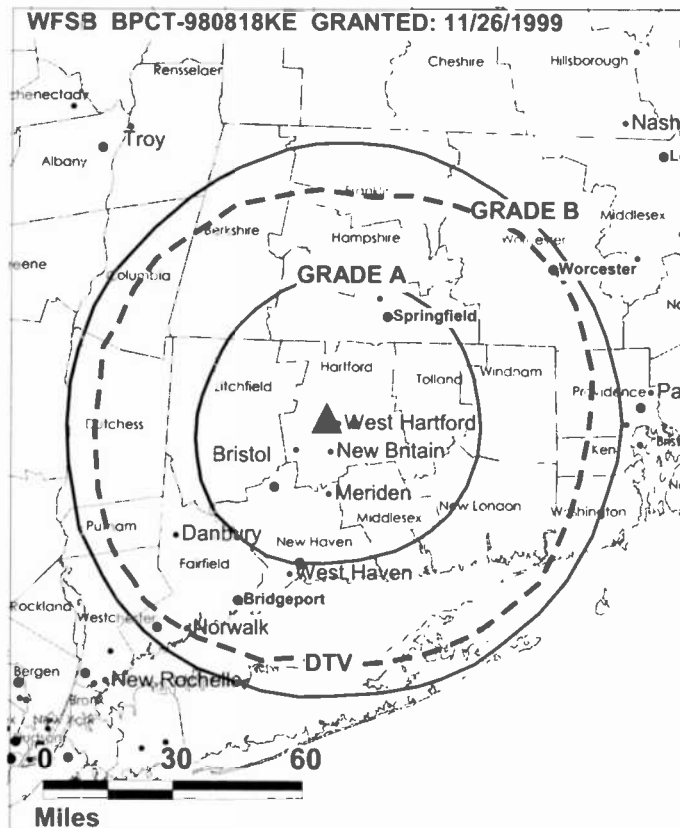 WFSB BPCT-980818KE GRANTED: 11/26/1999
Rensselaer
Cheshire
Hillsborough
Troy
Albany
GRADE B
Middlesex
Berkshire
Hampshire
Columbia
GRADE A
Worcester
Springfield
Hartford
Litchfield
Tolland
Windham
Providence
Dutchess
West Hartford
Bristol
New Britain
Meriden
Middlesex
New London
Washington
Putnam
Danbury
New Haven
Fairfield
West Haven
Rockland
Bridgeport
Westchester
Norwalk
DTV
Bergen
New Rochelle
0 30 60
Miles